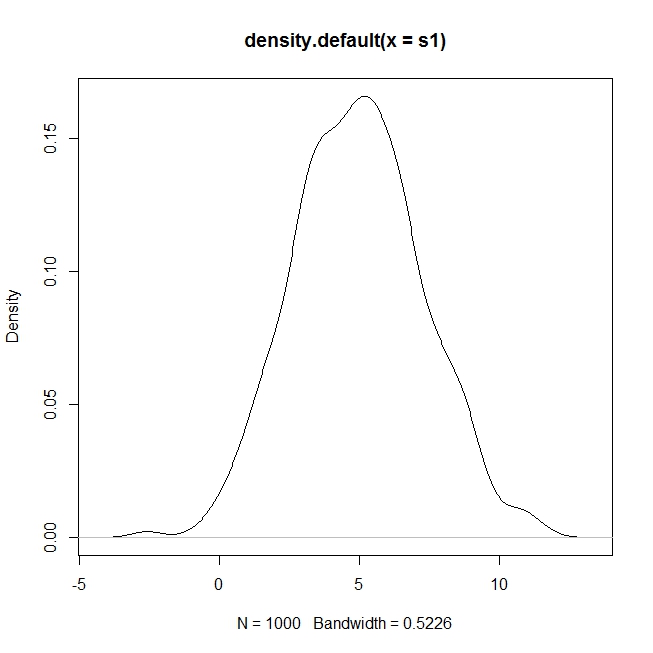 density.default(x = s1)
Density
0.15
0.10
0.05
0.00
-5 0 5 10
N = 1000 Bandwidth = 0.5226